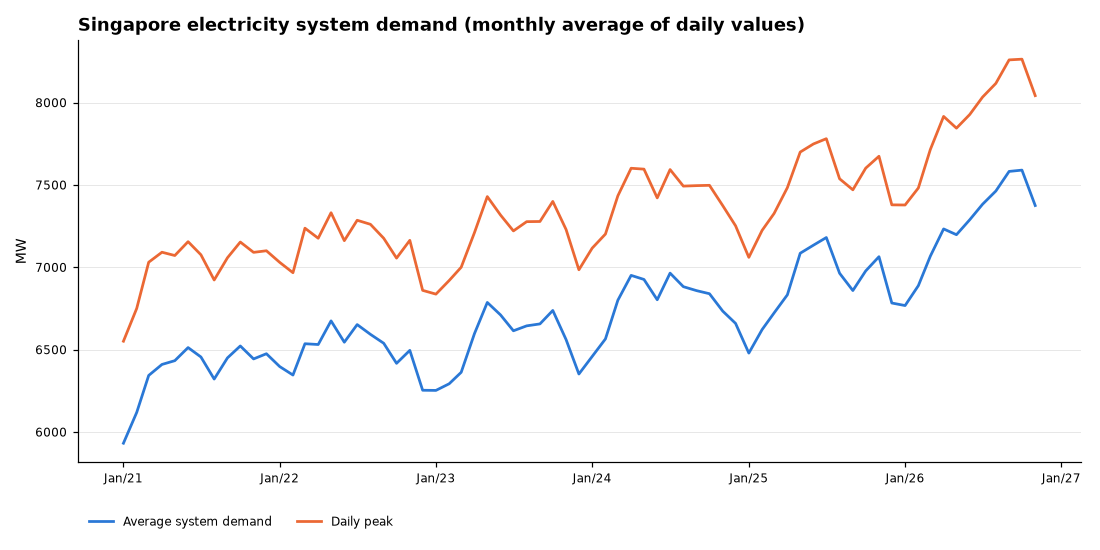 Singapore electricity system demand (monthly average of daily values)
MW
8000
7500
7000
6500
6000
Jan/21 Jan/22 Jan/23 Jan/24 Jan/25 Jan/26 Jan/27
Average system demand Daily peak